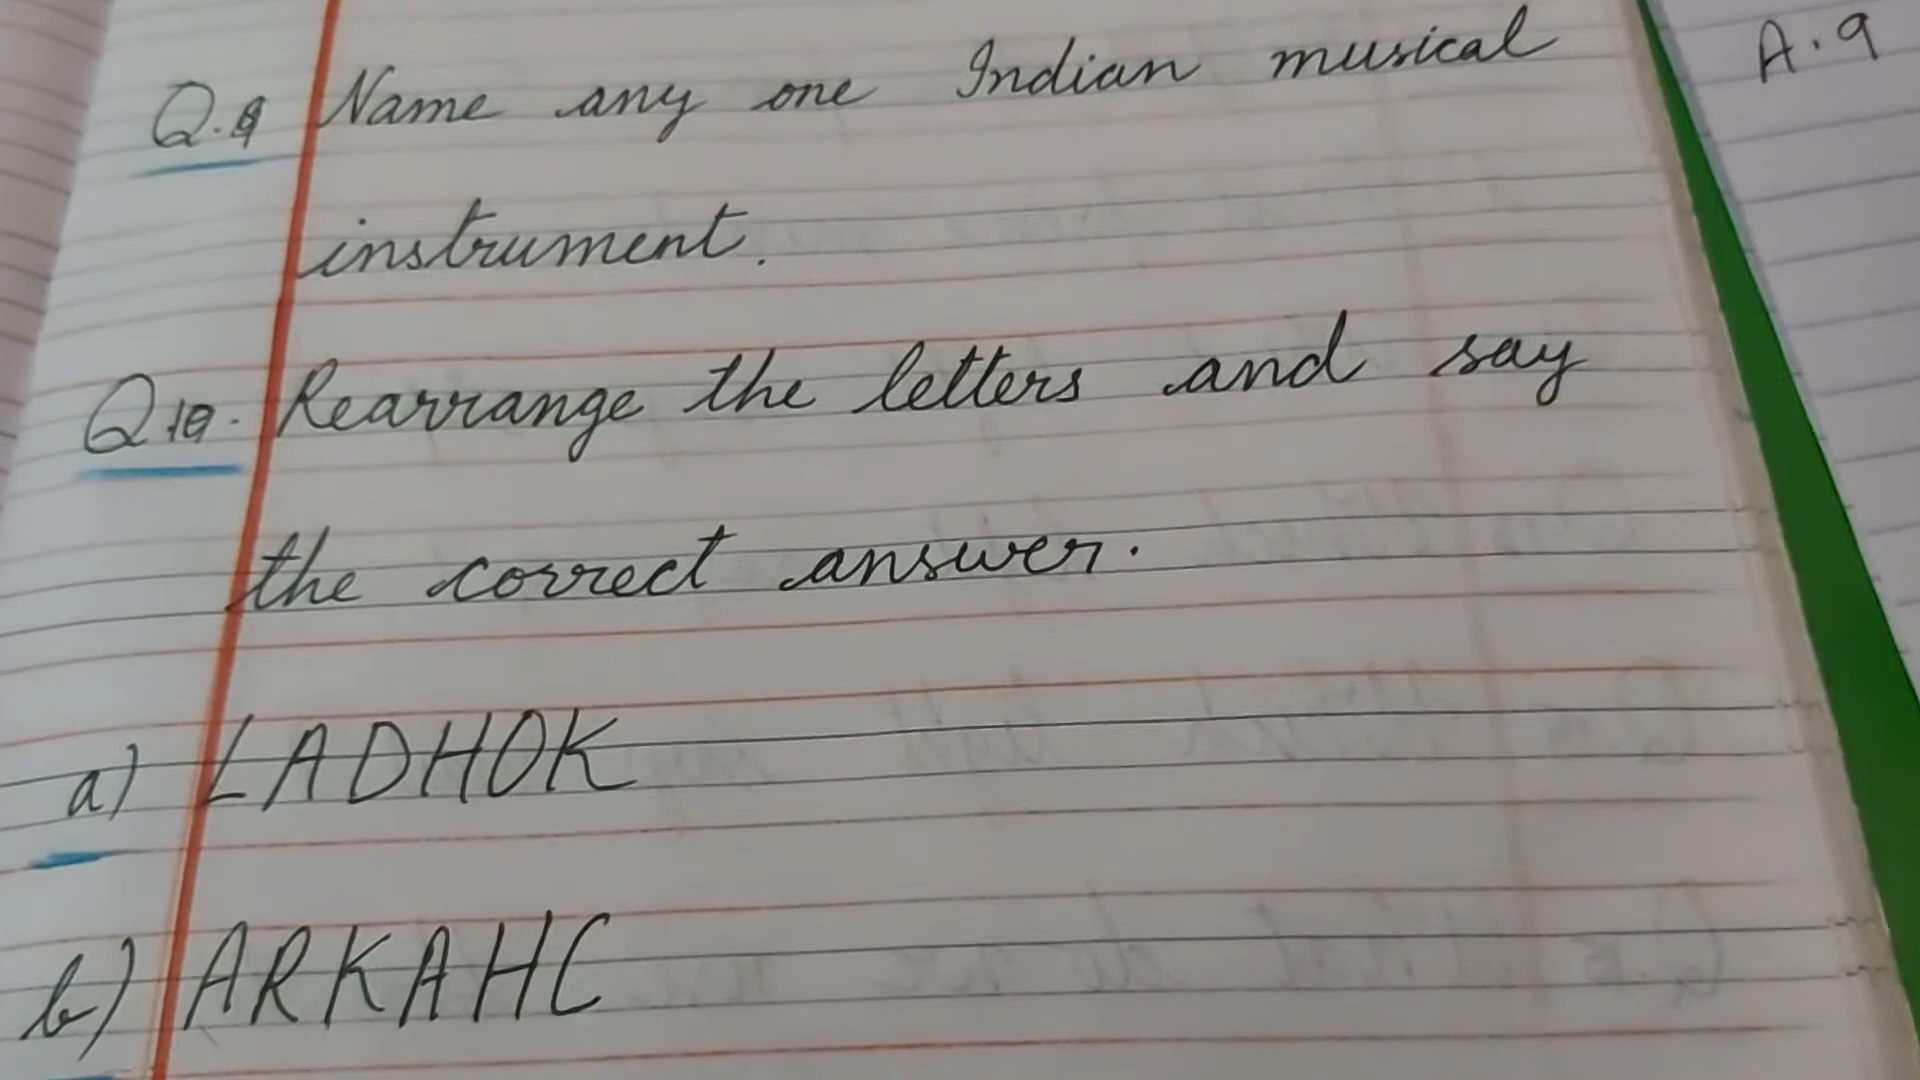 Q.9 Name any one Indian musical
instrument.
Q.10. Rearrange the letters and say
the correct answer.
a) LADHOK
b) ARKAHC
A.9